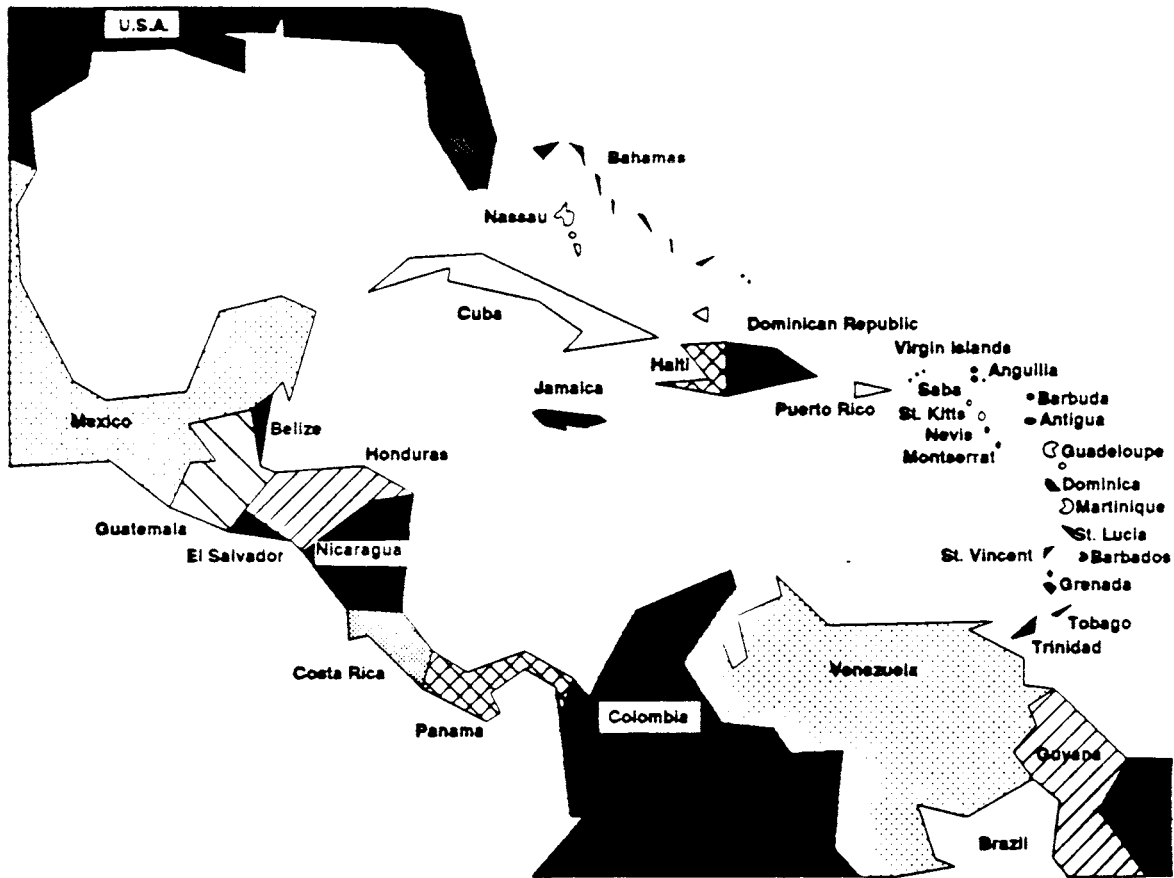 U.S.A.
Bahamas
Nassau
Cuba
Dominican Republic
Virgin Islands
Haiti
Anguilla
Jamaica
Saba
Puerto Rico
Barbuda
St. Kitts
Antigua
Mexico
Belize
Nevis
Honduras
Montserrat
Guadeloupe
Dominica
Martinique
Guatemala
St. Lucia
El Salvador
Nicaragua
St. Vincent
Barbados
Grenada
Tobago
Trinidad
Costa Rica
Venezuela
Panama
Colombia
Guyana
Brazil